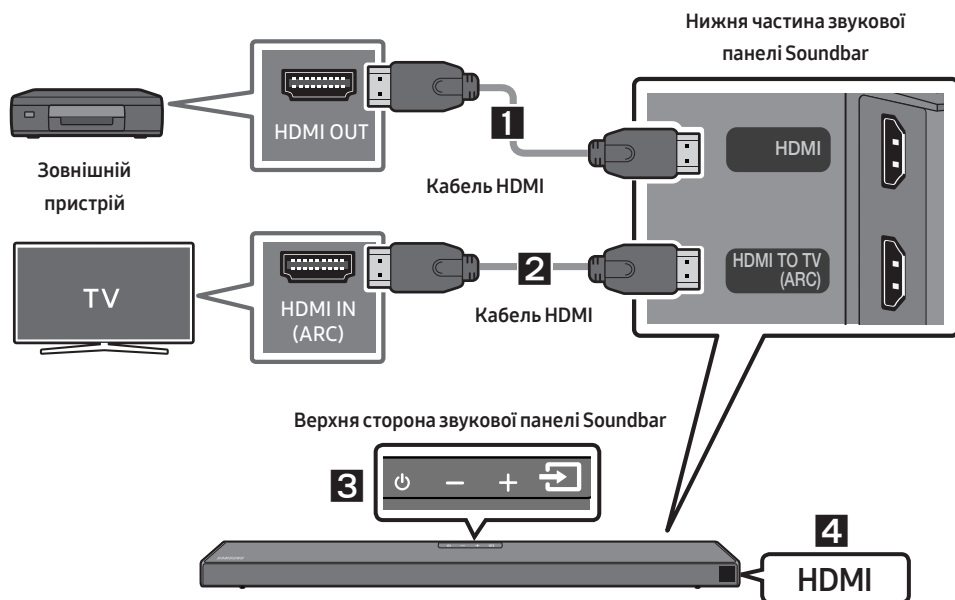 Нижня частина звукової
панелі Soundbar
HDMI OUT
1
HDMI
Кабель HDMI
Зовнішній
пристрій
TV
HDMI IN
(ARC)
2
Кабель HDMI
HDMI TO TV
(ARC)
Верхня сторона звукової панелі Soundbar
3
SAMSUNG
4
HDMI